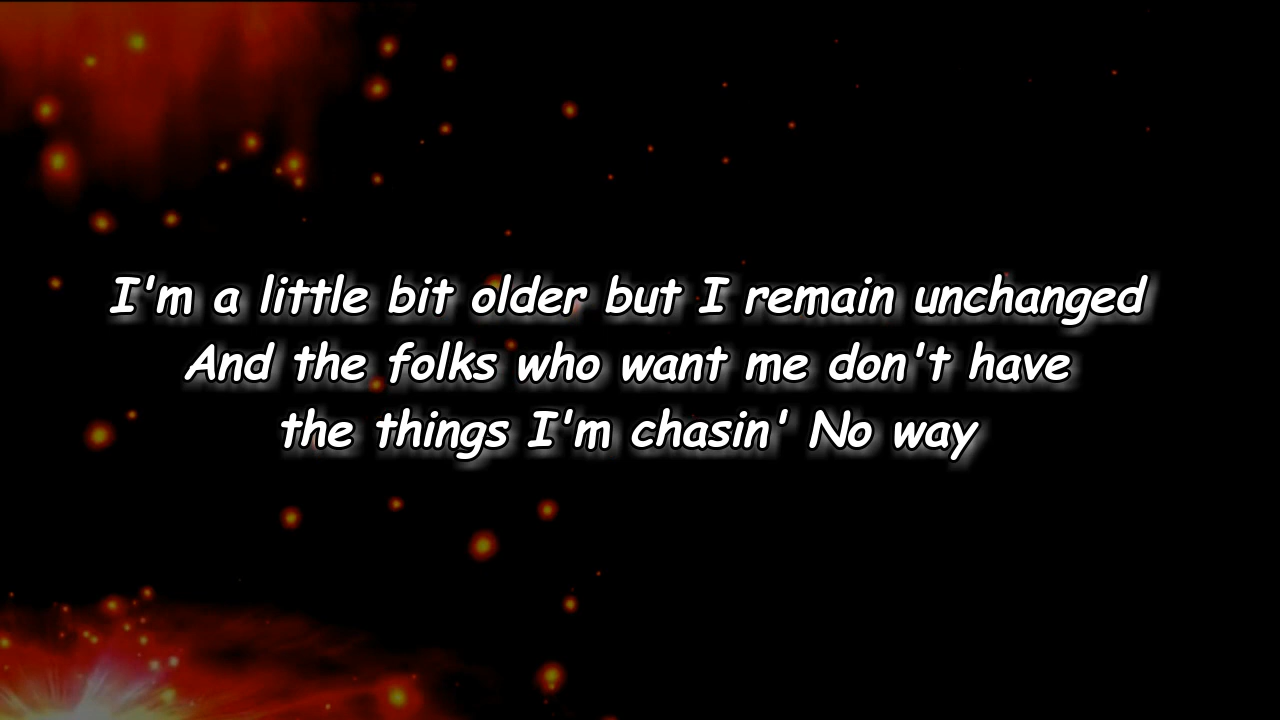 I'm a little bit older but I remain unchanged
And the folks who want me don't have
the things I'm chasin' No way